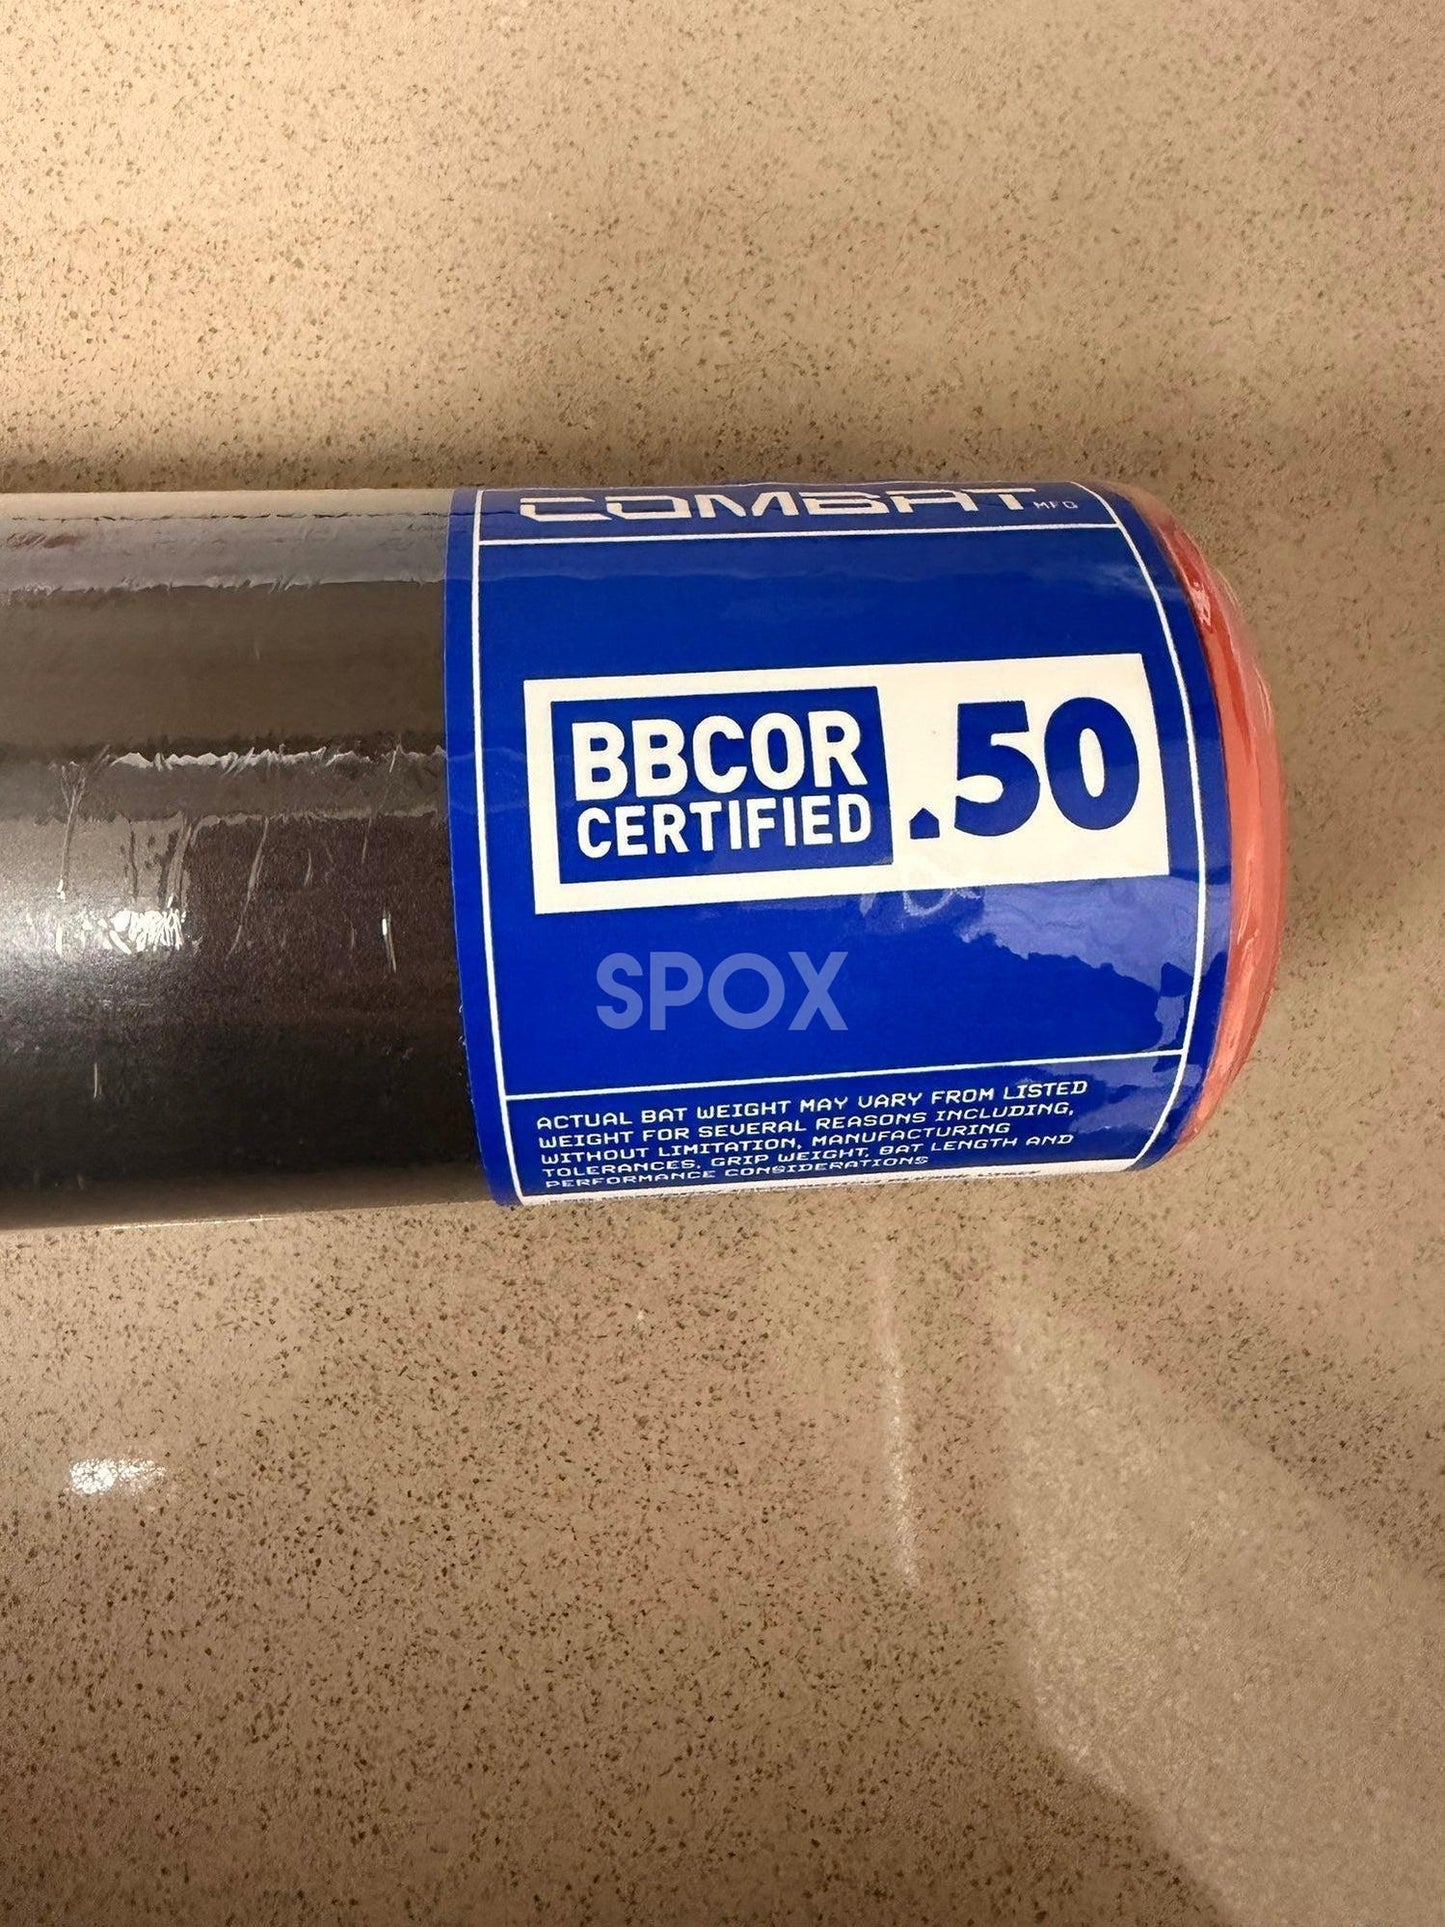 COMBAT MFG
BBCOR
CERTIFIED
.50
SPOX
ACTUAL BAT WEIGHT MAY VARY FROM LISTED
WEIGHT FOR SEVERAL REASONS INCLUDING,
WITHOUT LIMITATION, MANUFACTURING
TOLERANCES, GRIP WEIGHT, BAT LENGTH AND
PERFORMANCE CONSIDERATIONS